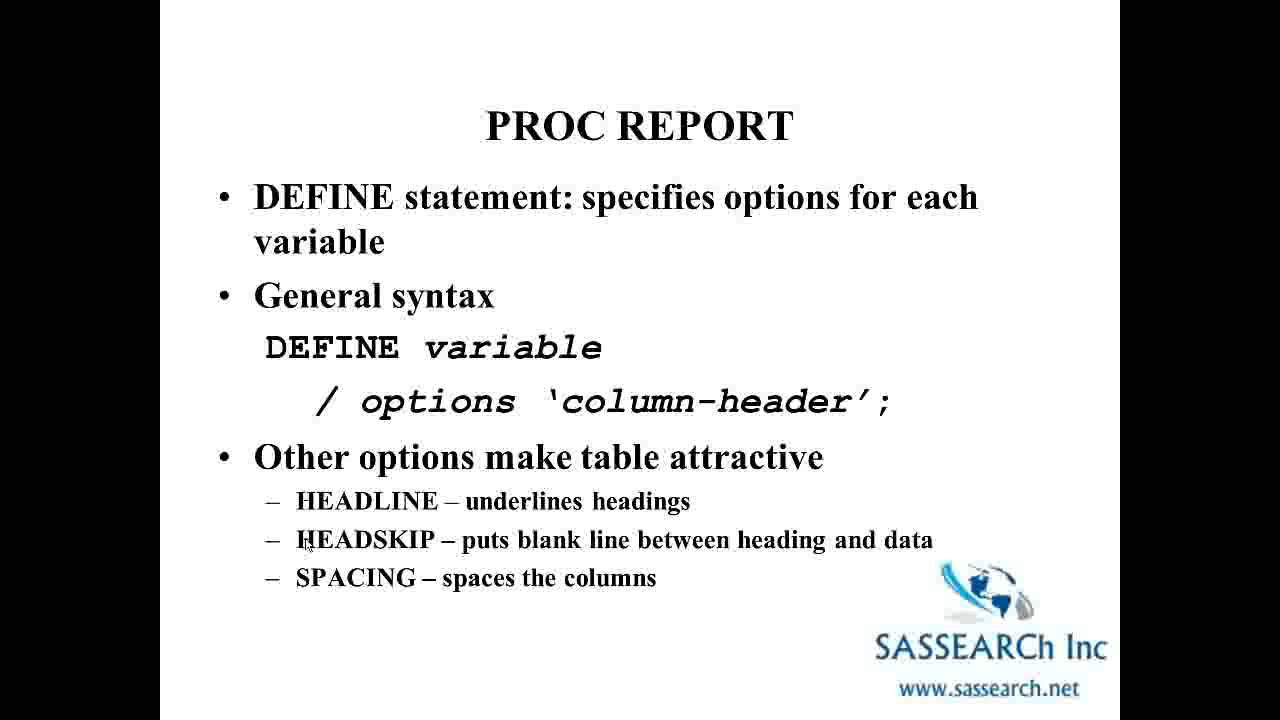 PROC REPORT
• DEFINE statement: specifies options for each
variable
• General syntax
DEFINE variable
/ options ‘column-header’;
• Other options make table attractive
– HEADLINE – underlines headings
– HEADSKIP – puts blank line between heading and data
– SPACING – spaces the columns
SASSEARCh Inc
www.sassearch.net